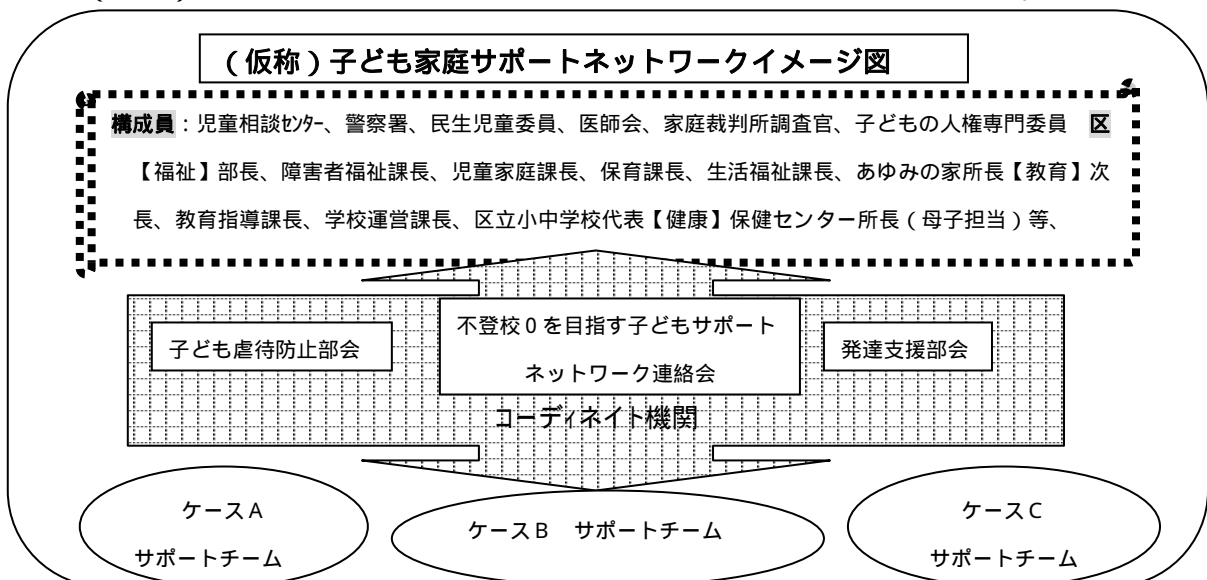 （仮称）子ども家庭サポートネットワークイメージ図
構成員：児童相談ｾﾝﾀｰ、警察署、民生児童委員、医師会、家庭裁判所調査官、子どもの人権専門委員　区
【福祉】部長、障害者福祉課長、児童家庭課長、保育課長、生活福祉課長、あゆみの家所長【教育】次
長、教育指導課長、学校運営課長、区立小中学校代表【健康】保健センター所長（母子担当）等、
子ども虐待防止部会
不登校０を目指す子どもサポート
ネットワーク連絡会
発達支援部会
コーディネイト機関
ケースA
サポートチーム
ケースB　サポートチーム
ケースC
サポートチーム